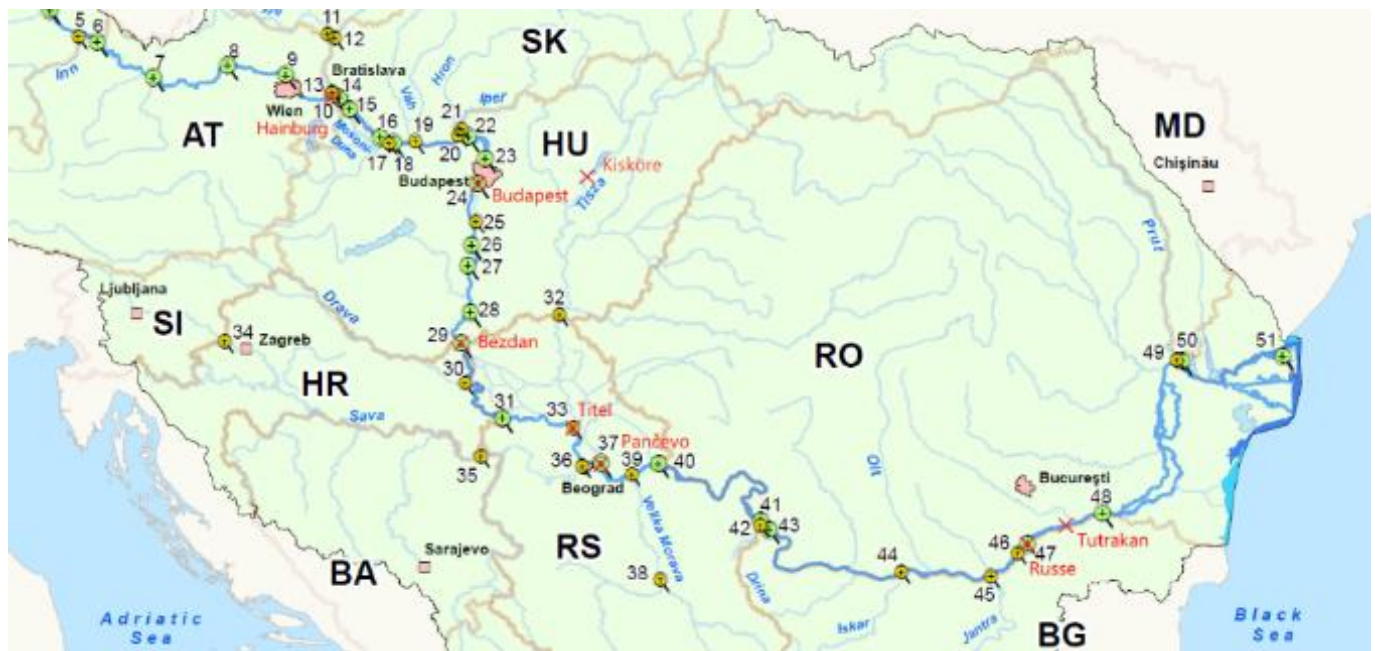 11
12
5
6
8
SK
7
9
Inn
Hron
Bratislava
13
14
Wien
10
15
Vah
Ipel
AT
Hainburg
Mosoni
Duna
16
19
21
22
MD
17
18
20
HU
23
Kisköre
Chişinău
Budapest
24
Budapest
Tisza
25
26
Prut
27
Ljubljana
Drava
28
32
SI
34
29
Bezdan
Zagreb
RO
49
50
51
HR
30
31
33
Titel
Sava
37
Pančevo
35
36
39
40
Olt
Bucureşti
Beograd
48
41
42
43
Velika Morava
RS
Sarajevo
46
47
Tutrakan
BA
38
44
Russe
Drina
45
Adriatic
Sea
Iskar
Jantra
BG
Black
Sea